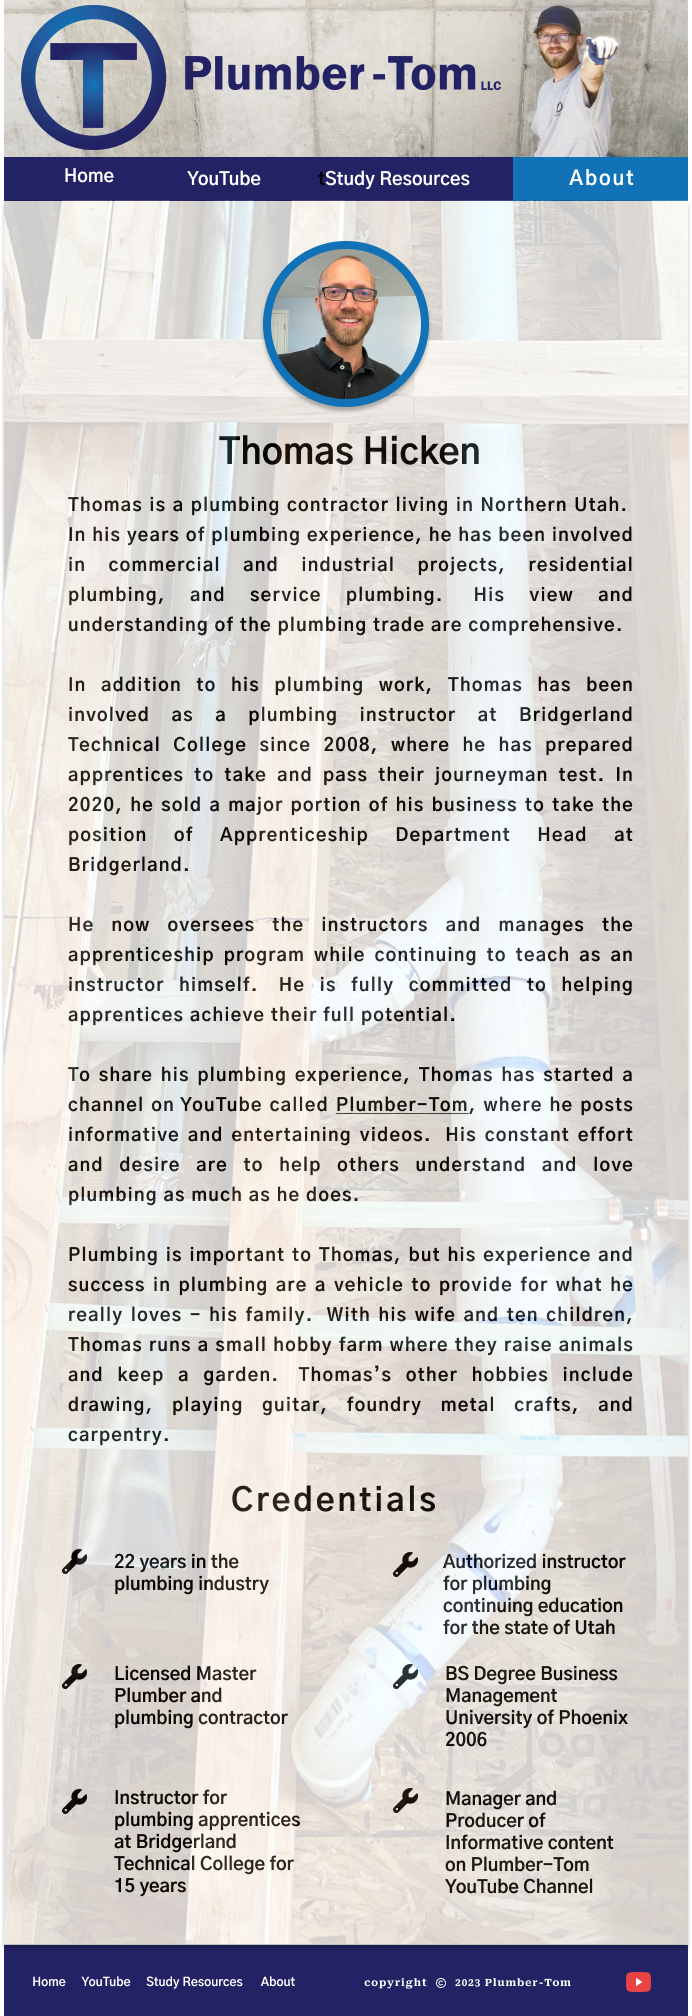 T
Plumber-Tom LLC
Home YouTube tStudy Resources About
Thomas Hicken
Thomas is a plumbing contractor living in Northern Utah.
In his years of plumbing experience, he has been involved
in commercial and industrial projects, residential
plumbing, and service plumbing. His view and
understanding of the plumbing trade are comprehensive.
In addition to his plumbing work, Thomas has been
involved as a plumbing instructor at Bridgerland
Technical College since 2008, where he has prepared
apprentices to take and pass their journeyman test. In
2020, he sold a major portion of his business to take the
position of Apprenticeship Department Head at
Bridgerland.
He now oversees the instructors and manages the
apprenticeship program while continuing to teach as an
instructor himself. He is fully committed to helping
apprentices achieve their full potential.
To share his plumbing experience, Thomas has started a
channel on YouTube called Plumber-Tom, where he posts
informative and entertaining videos. His constant effort
and desire are to help others understand and love
plumbing as much as he does.
Plumbing is important to Thomas, but his experience and
success in plumbing are a vehicle to provide for what he
really loves - his family. With his wife and ten children,
Thomas runs a small hobby farm where they raise animals
and keep a garden. Thomas's other hobbies include
drawing, playing guitar, foundry metal crafts, and
carpentry.
Credentials
22 years in the
plumbing industry
Authorized instructor
for plumbing
continuing education
for the state of Utah
Licensed Master
Plumber and
plumbing contractor
BS Degree Business
Management
University of Phoenix
2006
Instructor for
plumbing apprentices
at Bridgerland
Technical College for
15 years
Manager and
Producer of
Informative content
on Plumber-Tom
YouTube Channel
Home YouTube Study Resources About copyright © 2023 Plumber-Tom